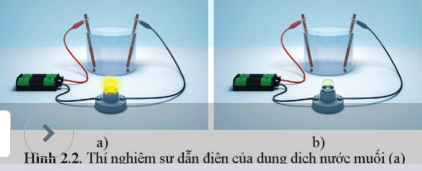 a) b)
Hình 2.2. Thí nghiệm sự dẫn điện của dung dịch nước muối (a)